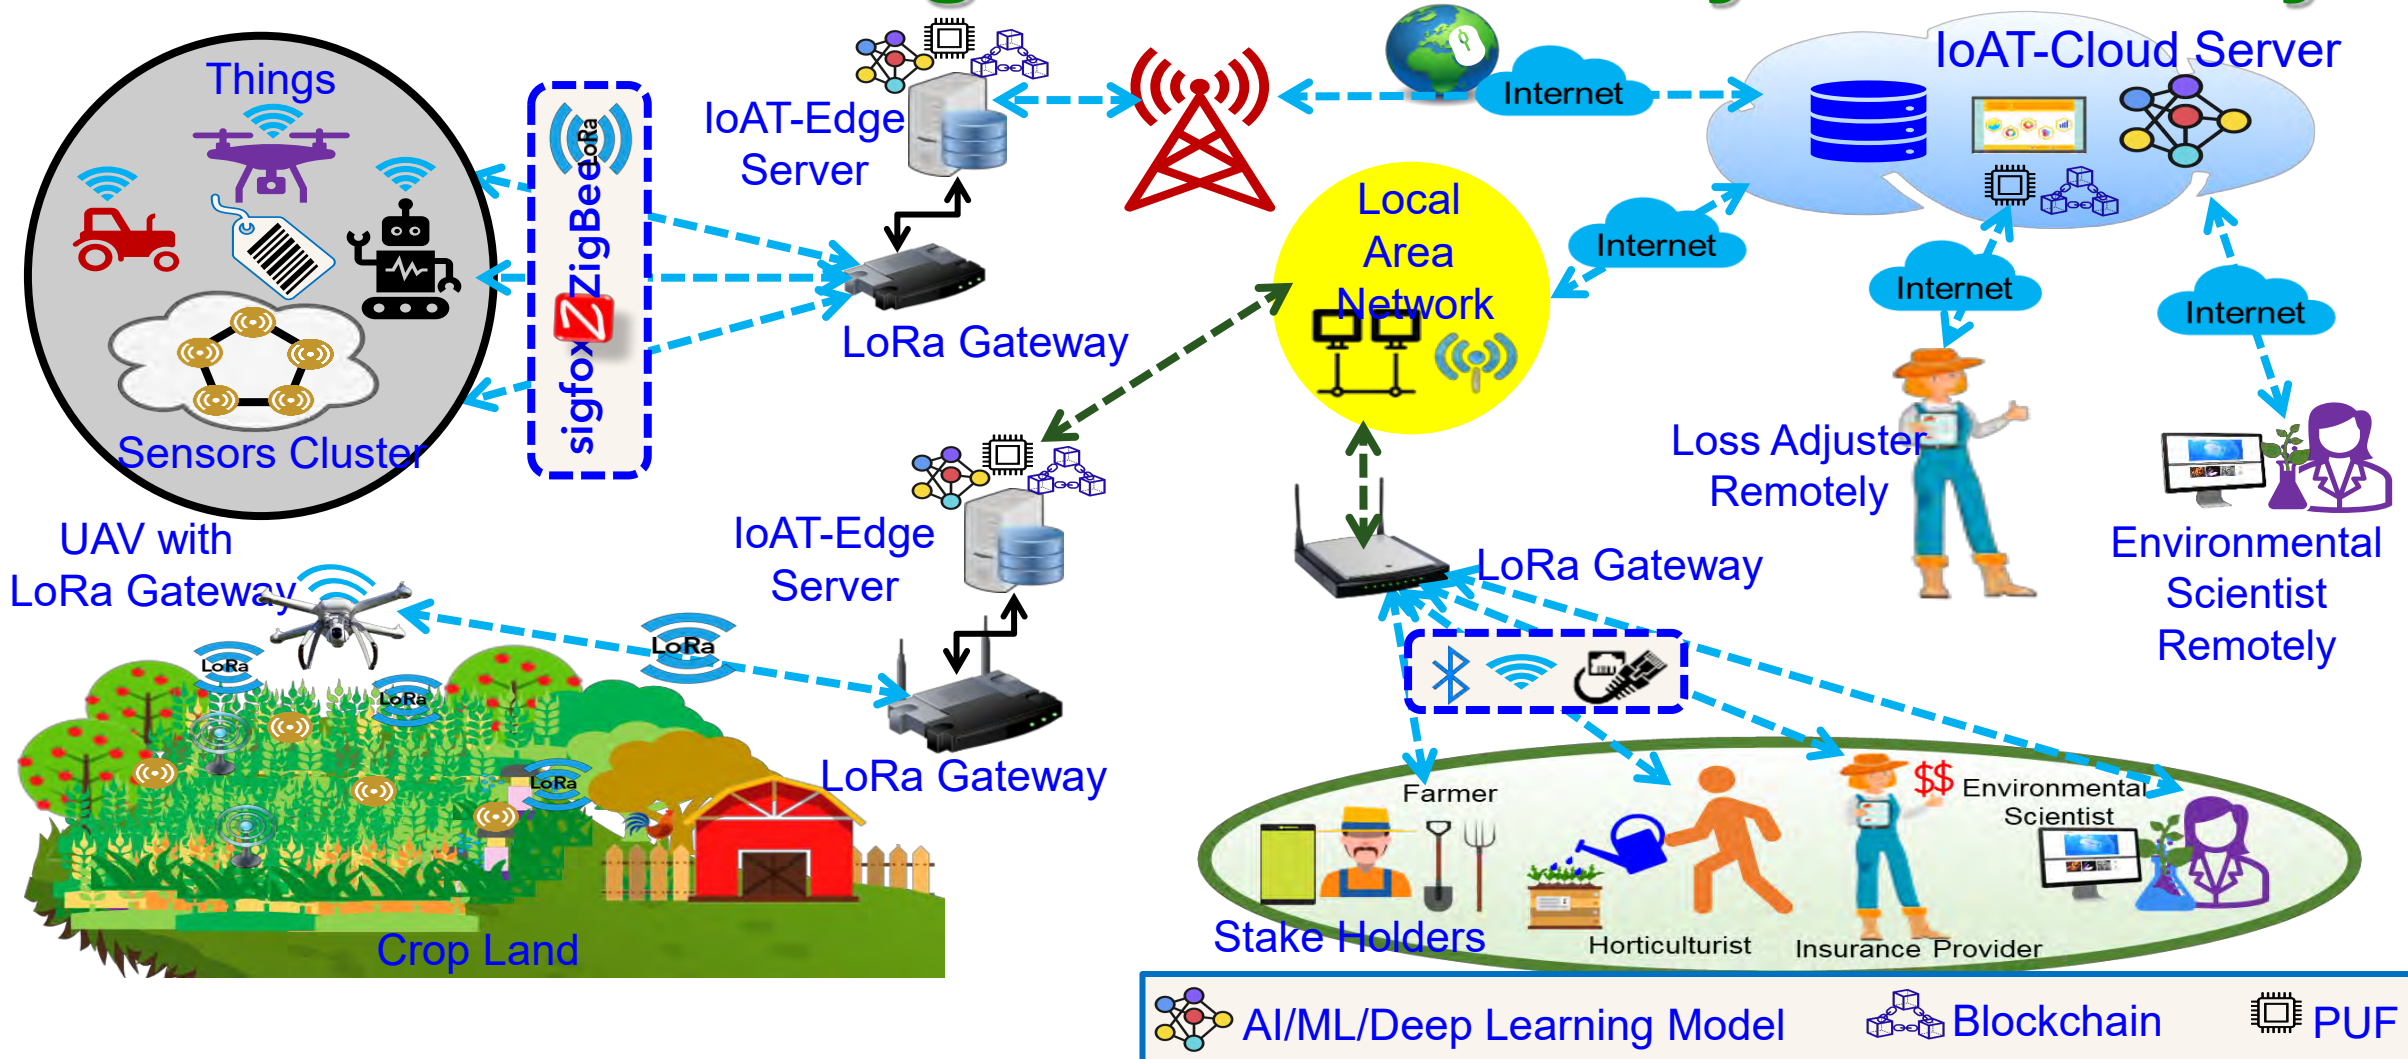 IoAT-Cloud Server
Things
Internet
IoAT-Edge
Server
LoRa
ZigBee
sigfox
Local
Area
Network
Internet
Internet
Internet
LoRa Gateway
Sensors Cluster
Loss Adjuster
Remotely
UAV with
LoRa Gateway
IoAT-Edge
Server
LoRa Gateway
Environmental
Scientist
Remotely
LoRa
LoRa
LoRa
LoRa
LoRa Gateway
Crop Land
Farmer
$$
Environmental
Scientist
Stake Holders
Horticulturist
Insurance Provider
AI/ML/Deep Learning Model
Blockchain
PUF